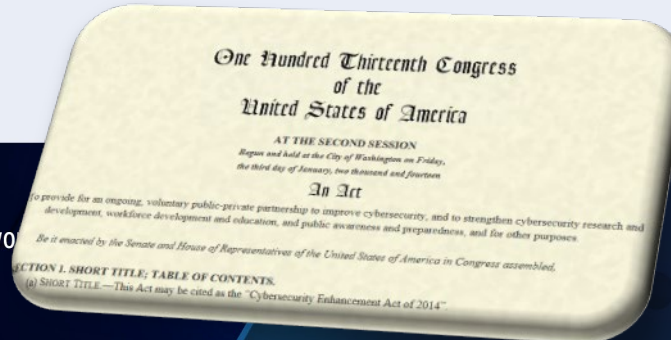 One Hundred Thirteenth Congress
of the
United States of America
AT THE SECOND SESSION
Begun and held at the City of Washington on Friday,
the third day of January, two thousand and fourteen
An Act
To provide for an ongoing, voluntary public-private partnership to improve cybersecurity, and to strengthen cybersecurity research and
development, workforce development and education, and public awareness and preparedness, and for other purposes.
Be it enacted by the Senate and House of Representatives of the United States of America in Congress assembled,
SECTION 1. SHORT TITLE; TABLE OF CONTENTS.
(a) SHORT TITLE.—This Act may be cited as the "Cybersecurity Enhancement Act of 2014"